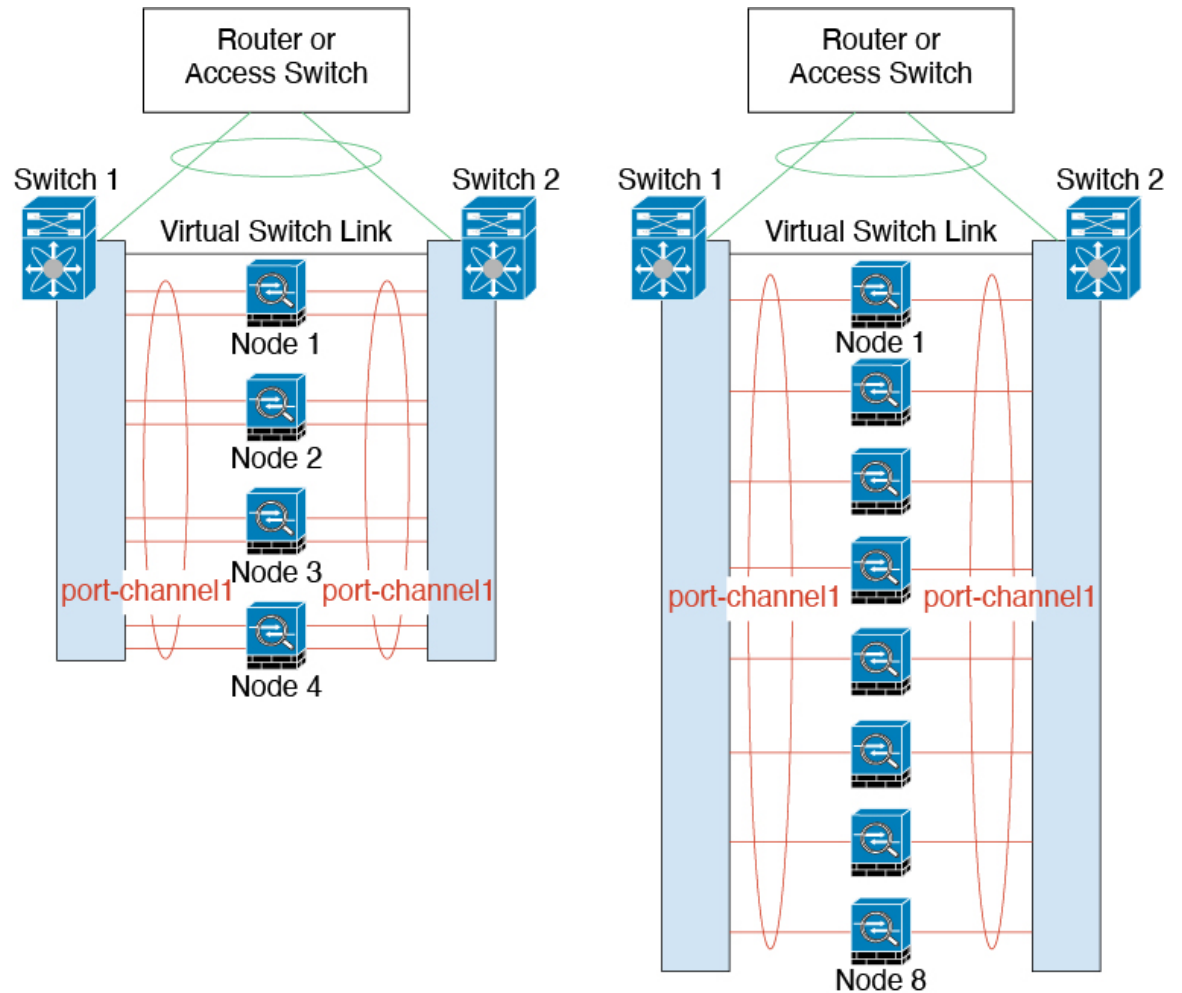 Router or
Access Switch
Switch 1
Switch 2
Virtual Switch Link
Node 1
Node 2
Node 3
port-channel1
port-channel1
Node 4
Router or
Access Switch
Switch 1
Switch 2
Virtual Switch Link
Node 1
port-channel1
port-channel1
Node 8